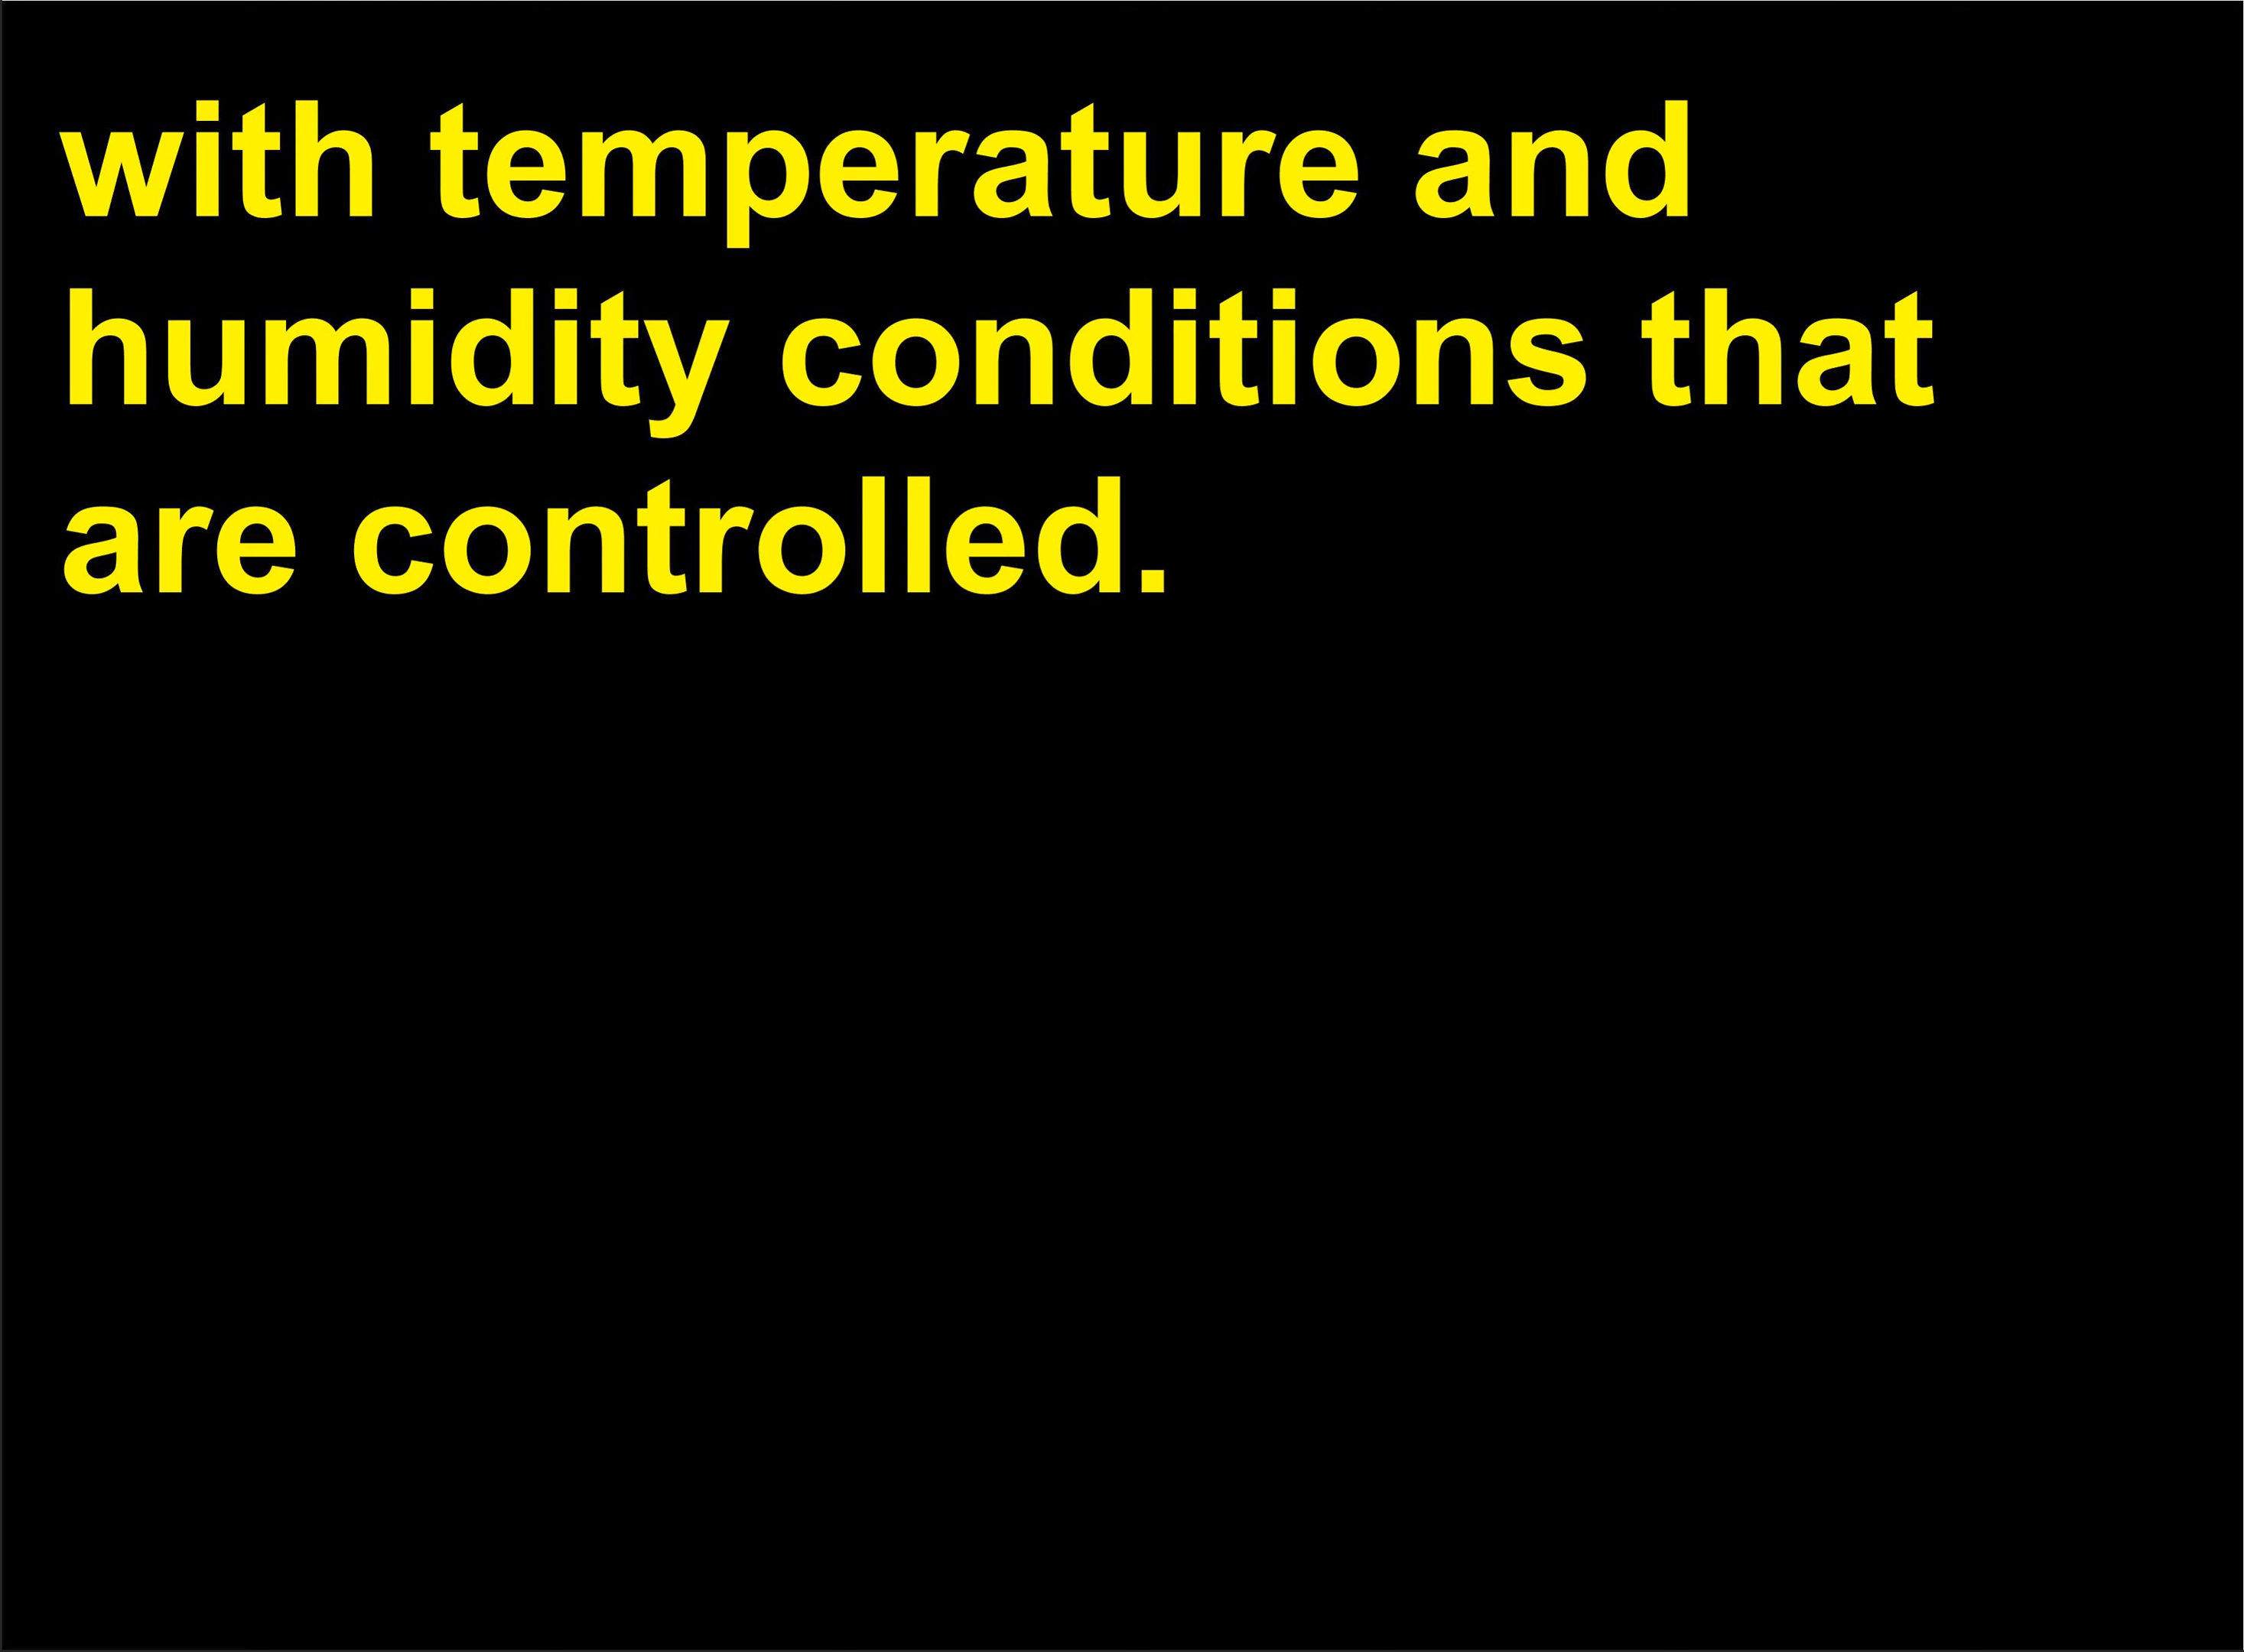 with temperature and
humidity conditions that
are controlled.